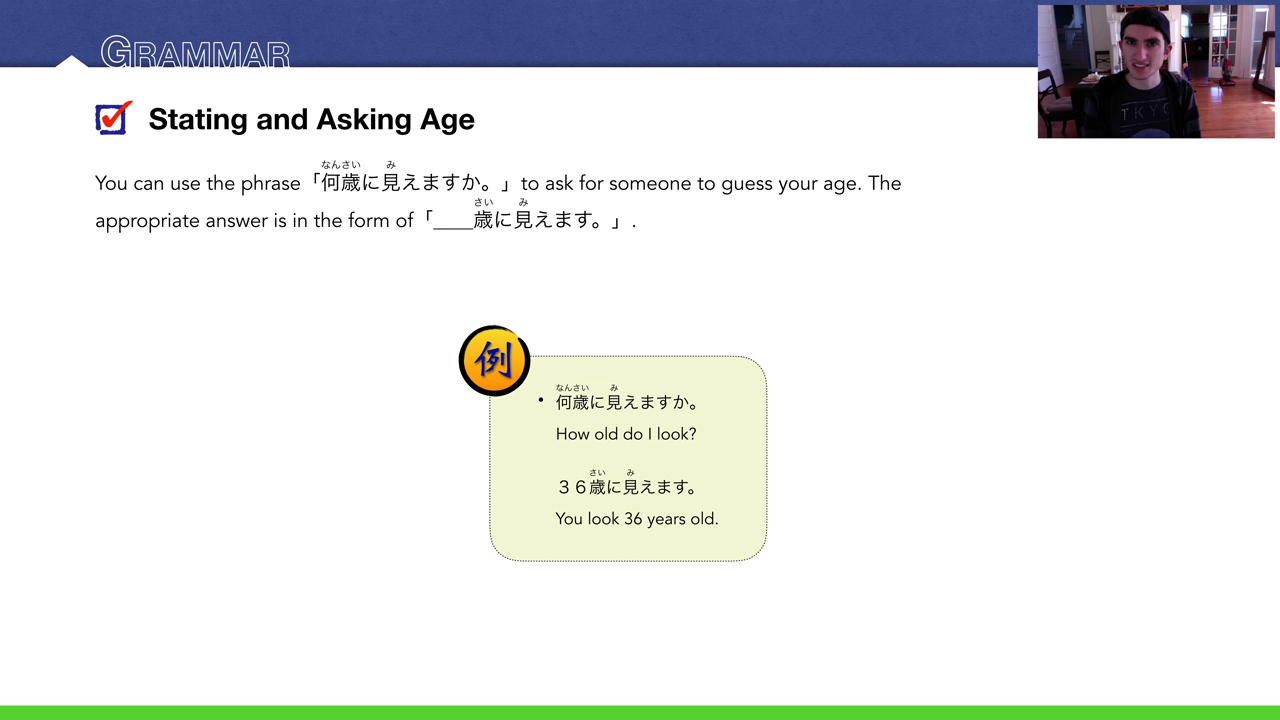 GRAMMAR
Stating and Asking Age
なんさい み
You can use the phrase「何歳に見えますか。」to ask for someone to guess your age. The
さい み
appropriate answer is in the form of「____歳に見えます。」.
例
なんさい み
• 何歳に見えますか。
How old do I look?
さい み
３６歳に見えます。
You look 36 years old.
TKYO